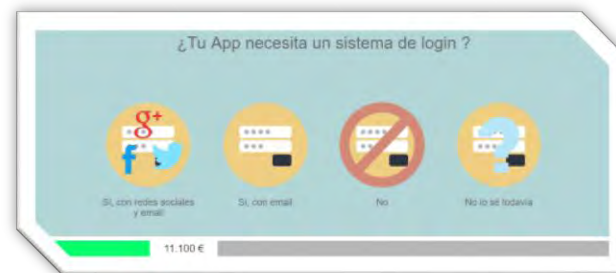 ¿Tu App necesita un sistema de login ?
g+
f
Sí, con redes sociales
y email
Sí, con email
No
No lo sé todavía
?
11.100 €